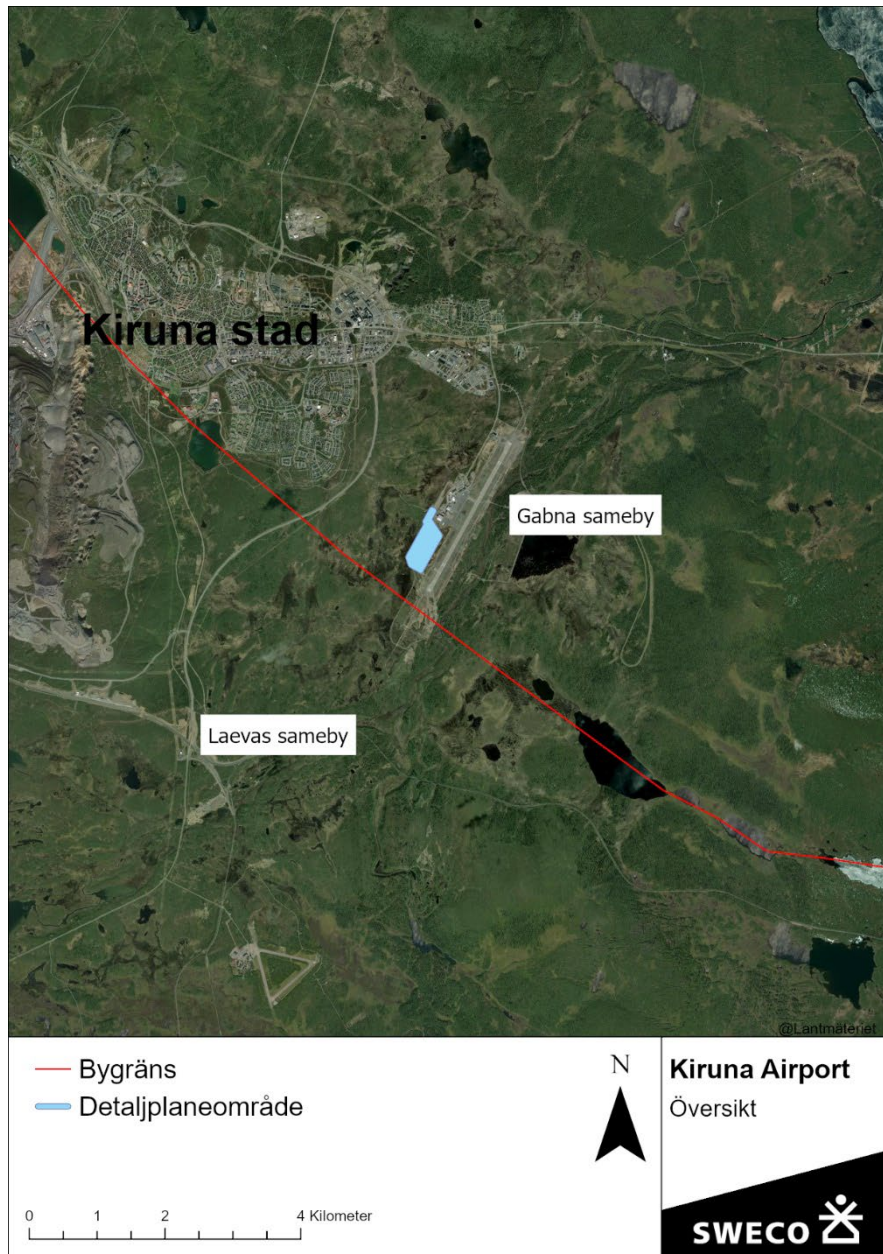 Kiruna stad
Gabna sameby
Laevas sameby
@Lantmäteriet
Bygräns
Detaljplaneområde
N
0 1 2 4 Kilometer
Kiruna Airport
Översikt
SWECO